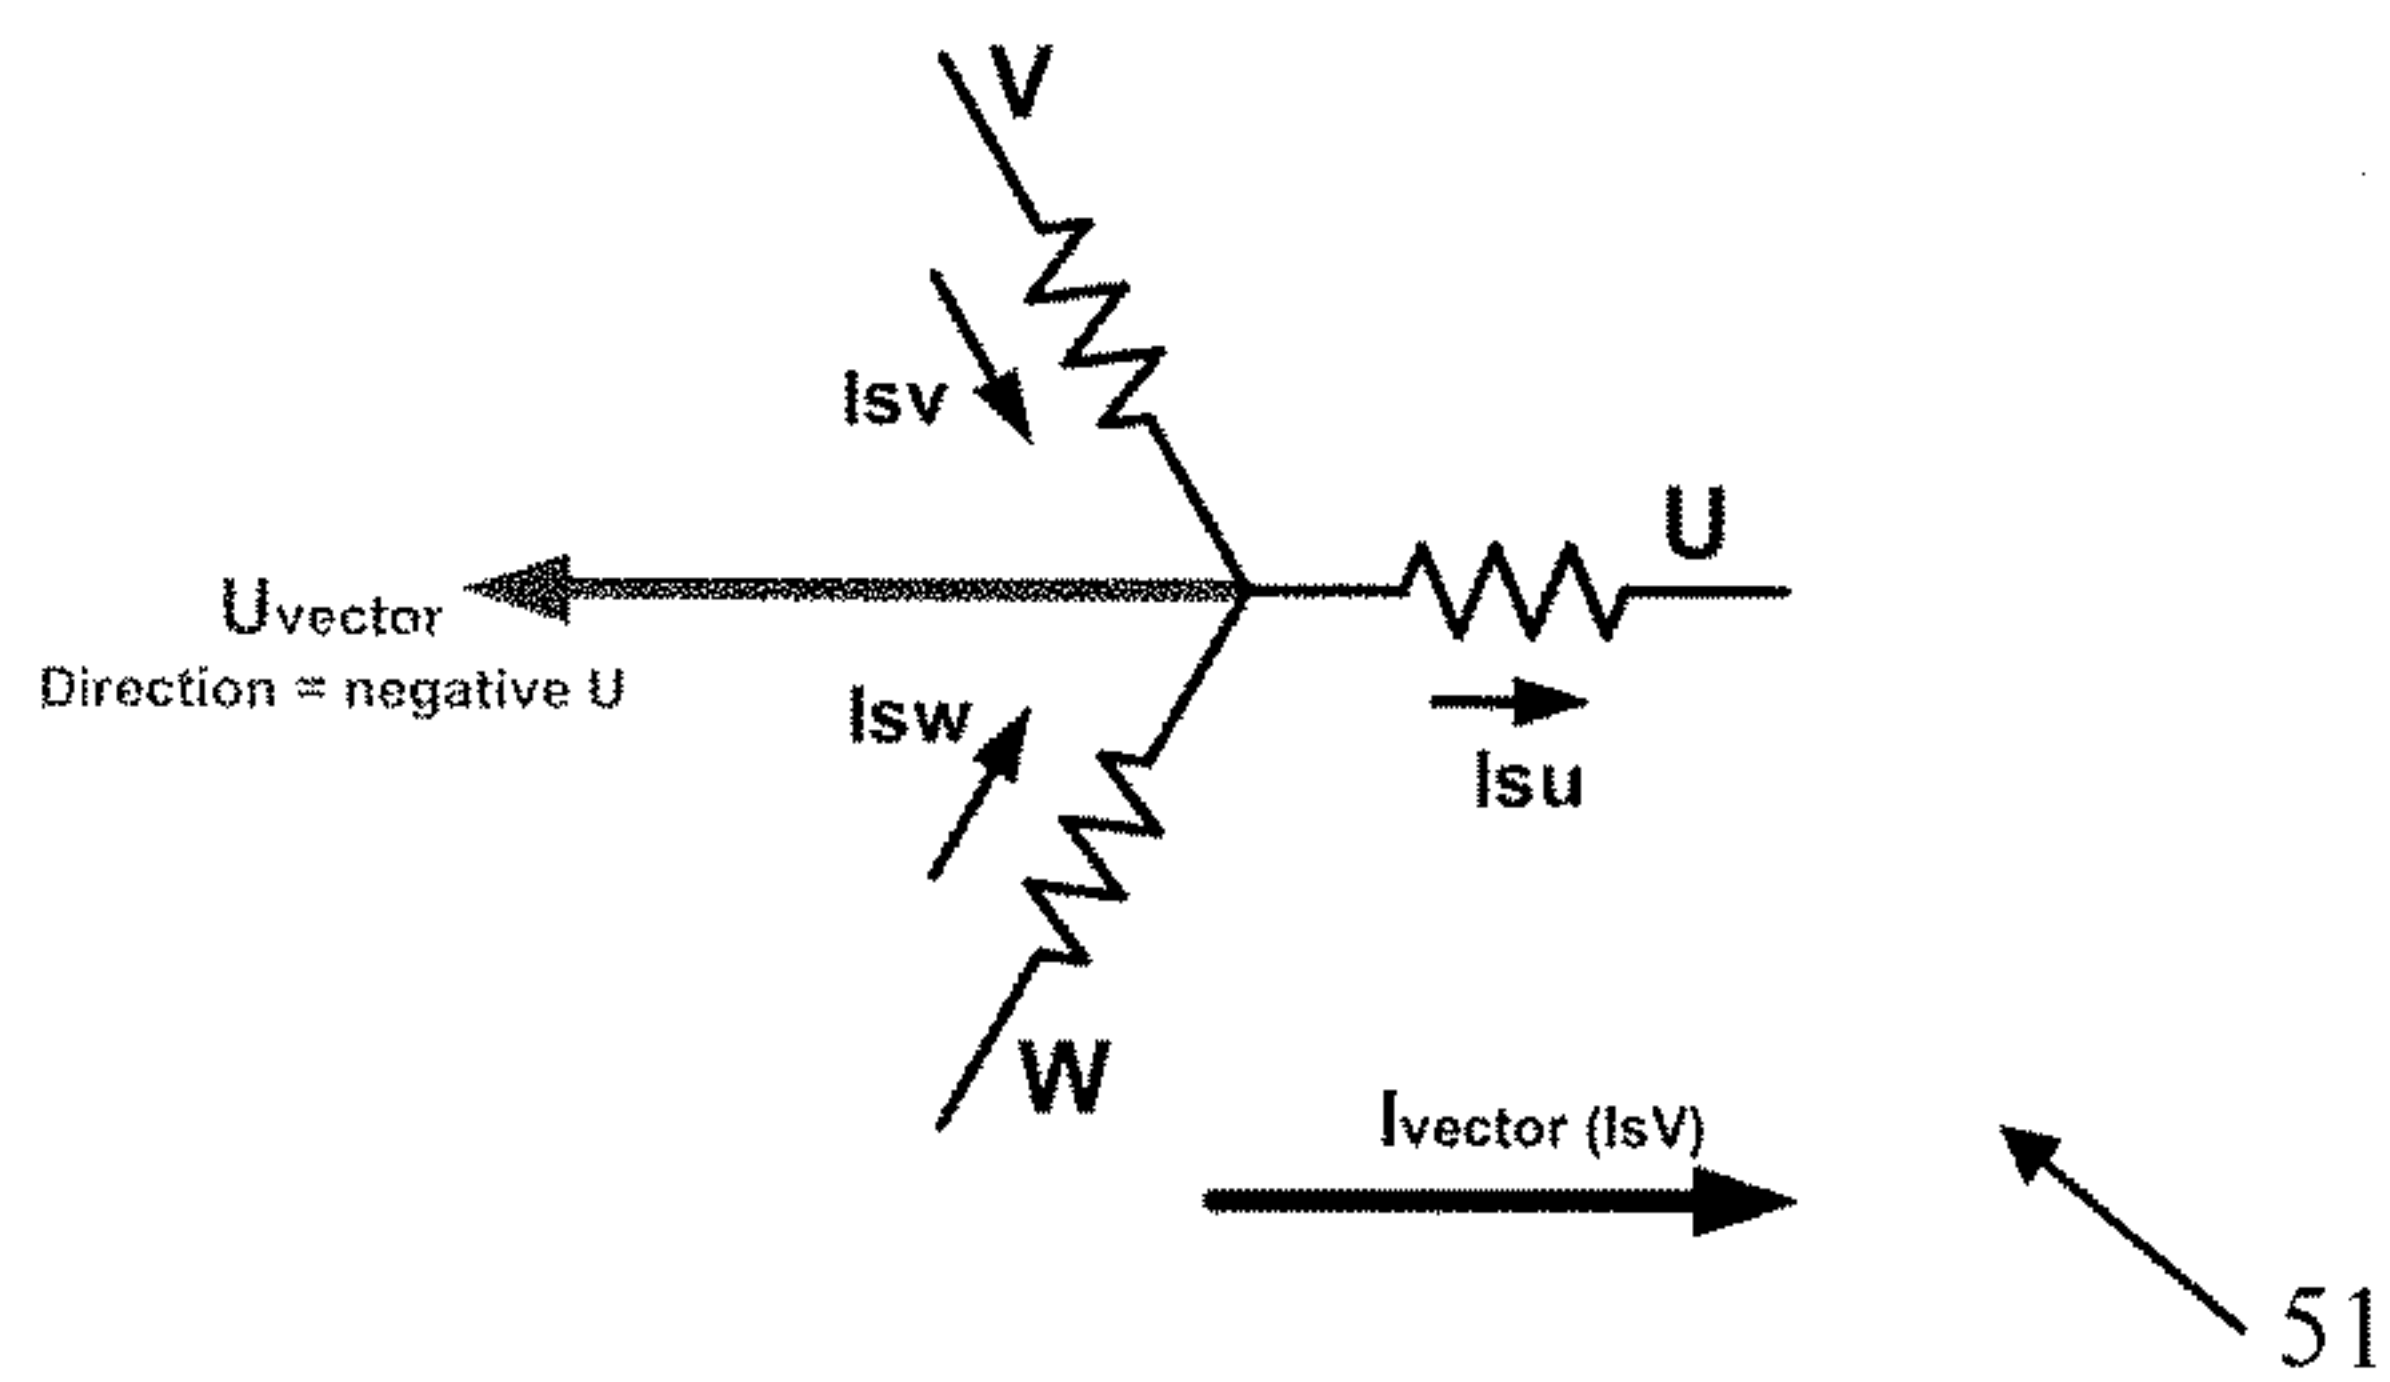 V
Isv
U
Uvector
Direction = negative U
Isw
Isu
W
Ivector (IsV)
51